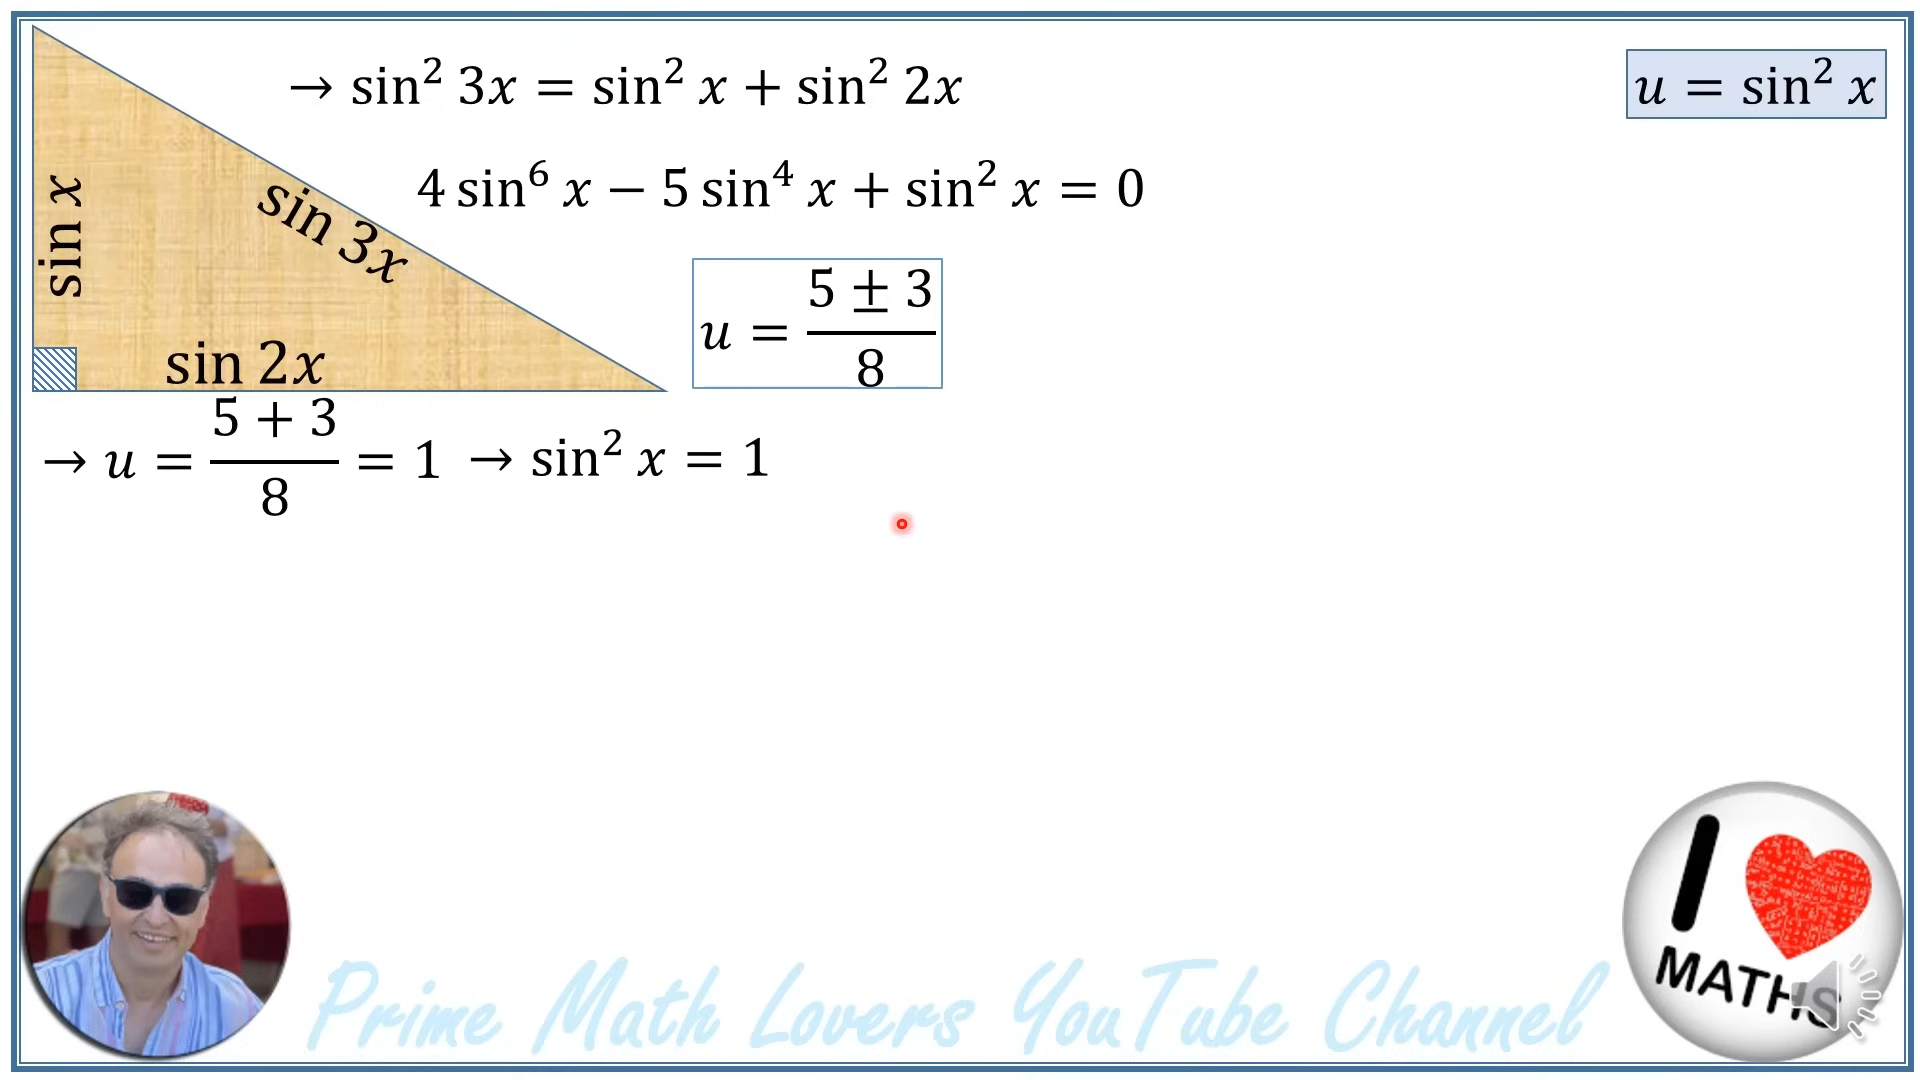 → sin² 3x = sin² x + sin² 2x
u = sin² x
4 sin⁶ x − 5 sin⁴ x + sin² x = 0
sin x
sin 3x
sin 2x
u = (5 ± 3)/8
→ u = (5 + 3)/8 = 1 → sin² x = 1
I
MATHS
Prime Math Lovers YouTube Channel